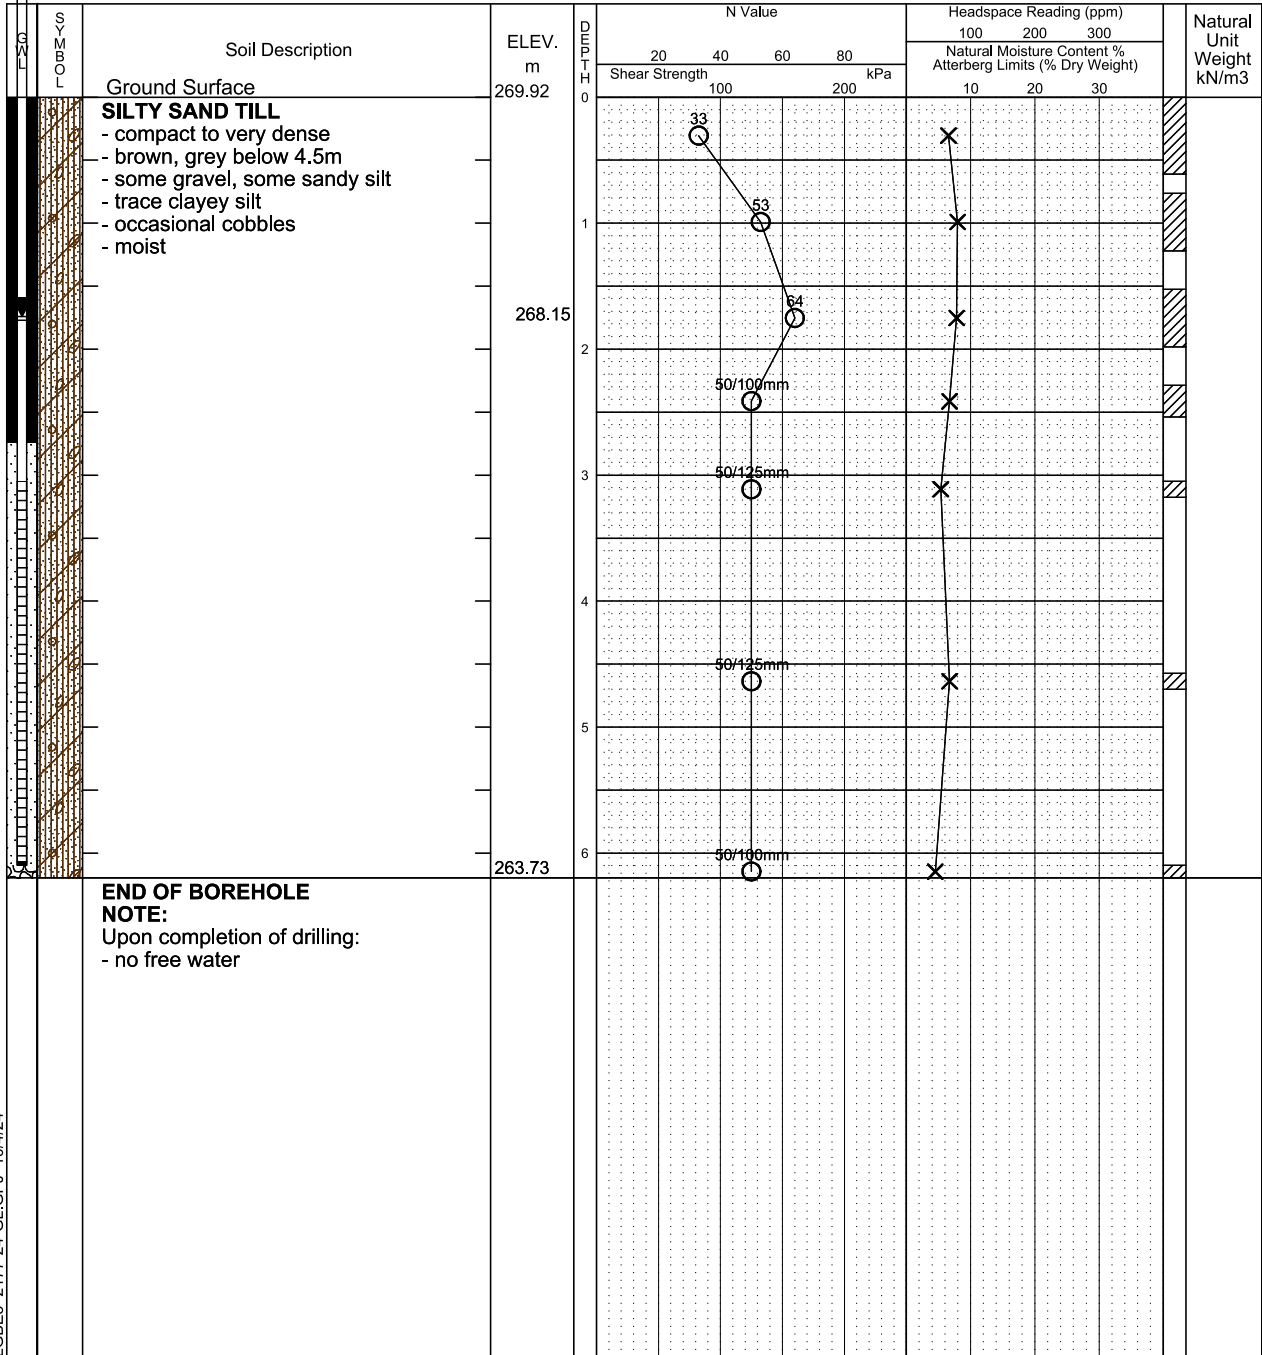 GWL
SYMBOL
Soil Description
Ground Surface
ELEV.
m
269.92
DEPTH
N Value
20 40 60 80
Shear Strength kPa
100 200
Headspace Reading (ppm)
100 200 300
Natural Moisture Content %
Atterberg Limits (% Dry Weight)
10 20 30
Natural
Unit
Weight
kN/m3
0
SILTY SAND TILL
- compact to very dense
- brown, grey below 4.5m
- some gravel, some sandy silt
- trace clayey silt
- occasional cobbles
- moist
33
53
1
64
268.15
2
50/100mm
50/125mm
3
4
50/125mm
5
50/100mm
6
263.73
END OF BOREHOLE
NOTE:
Upon completion of drilling:
- no free water